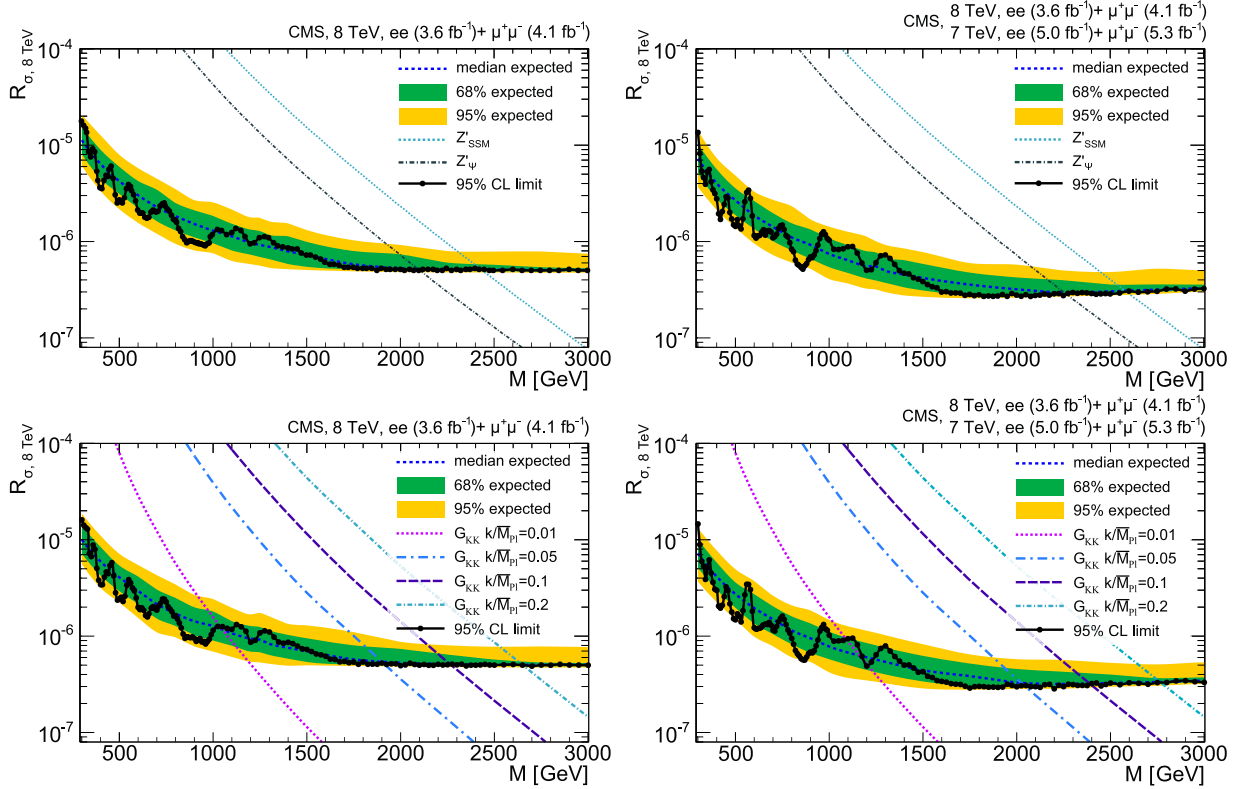 CMS, 8 TeV, ee (3.6 fb⁻¹)+ μ⁺μ⁻ (4.1 fb⁻¹)
R σ, 8 TeV
10⁻⁴
10⁻⁵
10⁻⁶
10⁻⁷
median expected
68% expected
95% expected
Z'SSM
Z'Ψ
95% CL limit
500 1000 1500 2000 2500 3000
M [GeV]
8 TeV, ee (3.6 fb⁻¹)+ μ⁺μ⁻ (4.1 fb⁻¹)
CMS,
7 TeV, ee (5.0 fb⁻¹)+ μ⁺μ⁻ (5.3 fb⁻¹)
R σ, 8 TeV
10⁻⁴
10⁻⁵
10⁻⁶
10⁻⁷
median expected
68% expected
95% expected
Z'SSM
Z'Ψ
95% CL limit
500 1000 1500 2000 2500 3000
M [GeV]
CMS, 8 TeV, ee (3.6 fb⁻¹)+ μ⁺μ⁻ (4.1 fb⁻¹)
R σ, 8 TeV
10⁻⁴
10⁻⁵
10⁻⁶
10⁻⁷
median expected
68% expected
95% expected
G_KK k/M̅_Pl=0.01
G_KK k/M̅_Pl=0.05
G_KK k/M̅_Pl=0.1
G_KK k/M̅_Pl=0.2
95% CL limit
500 1000 1500 2000 2500 3000
M [GeV]
8 TeV, ee (3.6 fb⁻¹)+ μ⁺μ⁻ (4.1 fb⁻¹)
CMS,
7 TeV, ee (5.0 fb⁻¹)+ μ⁺μ⁻ (5.3 fb⁻¹)
R σ, 8 TeV
10⁻⁴
10⁻⁵
10⁻⁶
10⁻⁷
median expected
68% expected
95% expected
G_KK k/M̅_Pl=0.01
G_KK k/M̅_Pl=0.05
G_KK k/M̅_Pl=0.1
G_KK k/M̅_Pl=0.2
95% CL limit
500 1000 1500 2000 2500 3000
M [GeV]